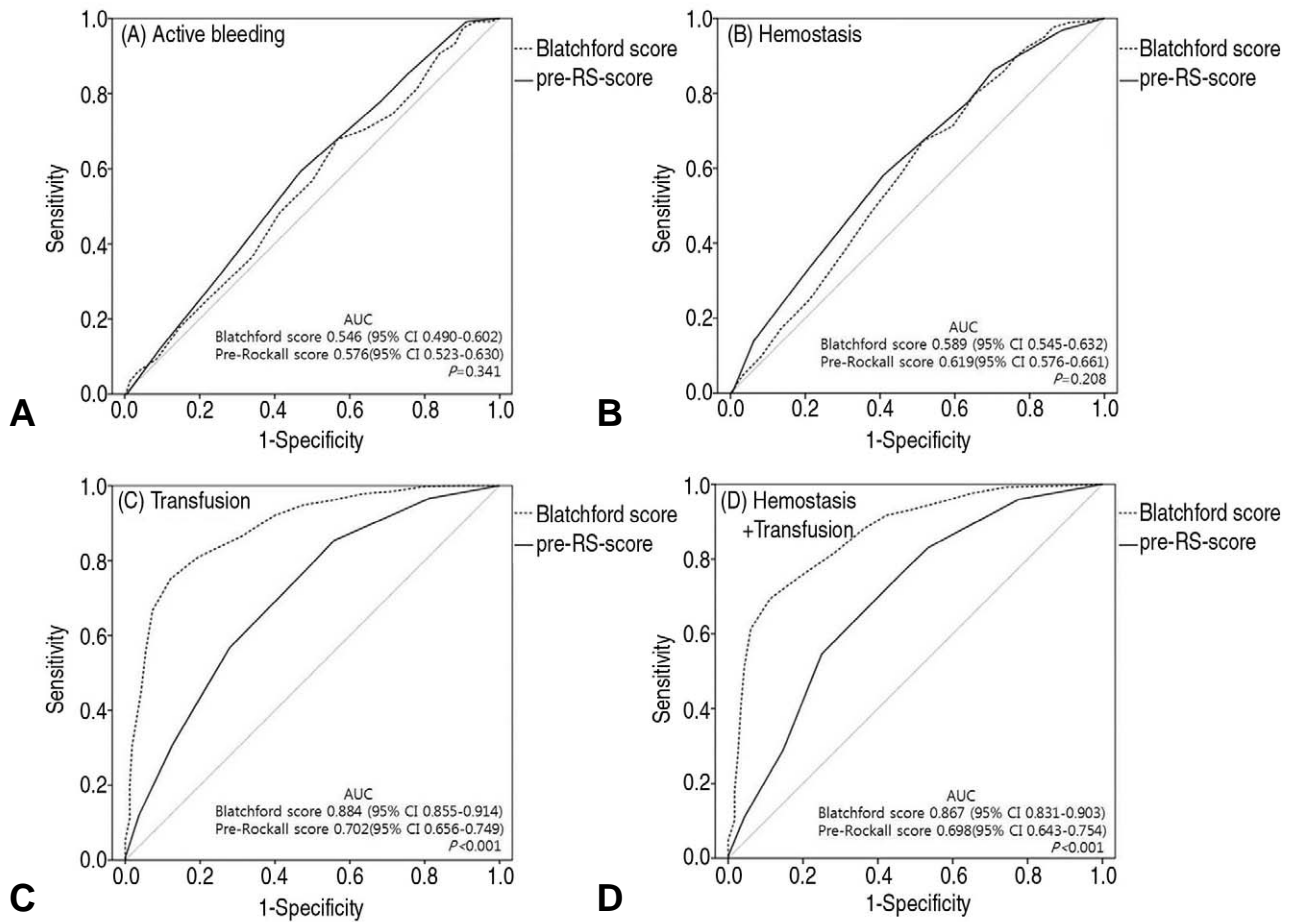 (A) Active bleeding
Blatchford score
pre-RS-score
1.0
0.8
0.6
0.4
0.2
0.0
Sensitivity
AUC
Blatchford score 0.546 (95% CI 0.490-0.602)
Pre-Rockall score 0.576(95% CI 0.523-0.630)
P=0.341
0.0 0.2 0.4 0.6 0.8 1.0
1-Specificity
A
(B) Hemostasis
Blatchford score
pre-RS-score
1.0
0.8
0.6
0.4
0.2
0.0
Sensitivity
AUC
Blatchford score 0.589 (95% CI 0.545-0.632)
Pre-Rockall score 0.619(95% CI 0.576-0.661)
P=0.208
0.0 0.2 0.4 0.6 0.8 1.0
1-Specificity
B
(C) Transfusion
Blatchford score
pre-RS-score
1.0
0.8
0.6
0.4
0.2
0.0
Sensitivity
AUC
Blatchford score 0.884 (95% CI 0.855-0.914)
Pre-Rockall score 0.702(95% CI 0.656-0.749)
P<0.001
0.0 0.2 0.4 0.6 0.8 1.0
1-Specificity
C
(D) Hemostasis
+Transfusion
Blatchford score
pre-RS-score
1.0
0.8
0.6
0.4
0.2
0.0
Sensitivity
AUC
Blatchford score 0.867 (95% CI 0.831-0.903)
Pre-Rockall score 0.698(95% CI 0.643-0.754)
P<0.001
0.0 0.2 0.4 0.6 0.8 1.0
1-Specificity
D